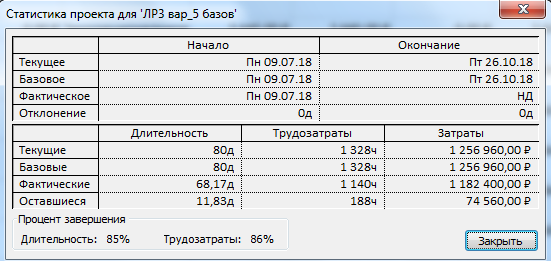 Статистика проекта для 'ЛР3 вар_5 базов'
Начало Окончание
Текущее Пн 09.07.18 Пт 26.10.18
Базовое Пн 09.07.18 Пт 26.10.18
Фактическое Пн 09.07.18 НД
Отклонение 0д 0д
Длительность Трудозатраты Затраты
Текущие 80д 1 328ч 1 256 960,00 ₽
Базовые 80д 1 328ч 1 256 960,00 ₽
Фактические 68,17д 1 140ч 1 182 400,00 ₽
Оставшиеся 11,83д 188ч 74 560,00 ₽
Процент завершения
Длительность: 85% Трудозатраты: 86%
Закрыть